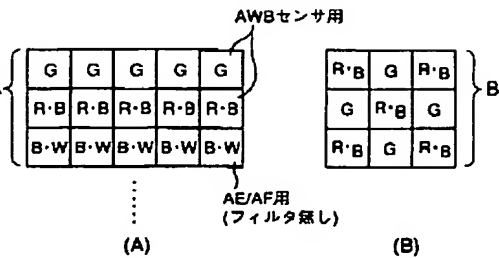 AWBセンサ用
G G G G G
R・B R・B R・B R・B R・B
B・W B・W B・W B・W B・W
AE/AF用
(フィルタ無し)
(A)
R・B G R・B
G R・B G
R・B G R・B
B
(B)